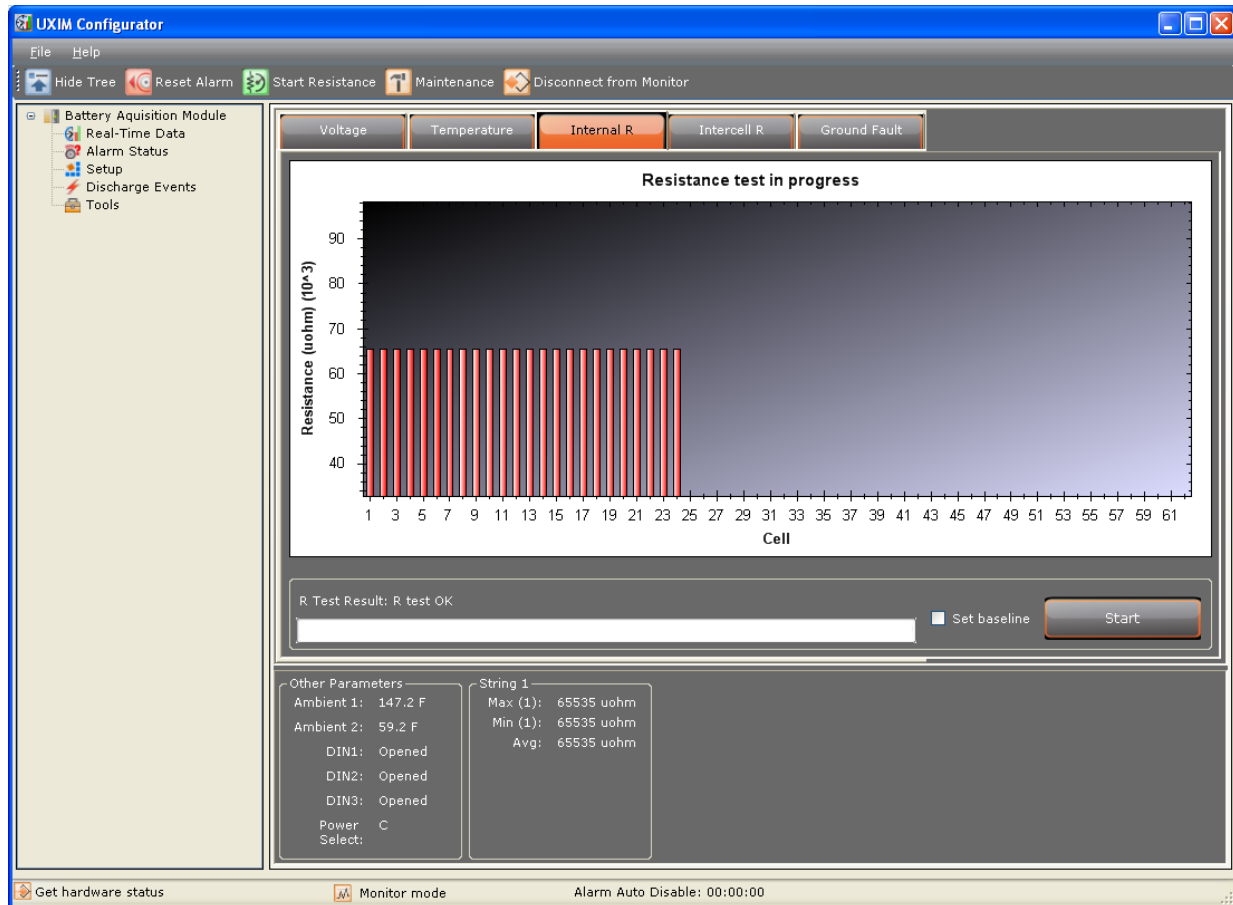 UXIM Configurator
File Help
Hide Tree Reset Alarm Start Resistance Maintenance Disconnect from Monitor
Battery Aquisition Module
Real-Time Data
Alarm Status
Setup
Discharge Events
Tools
Voltage Temperature Internal R Intercell R Ground Fault
Resistance test in progress
Resistance (uohm) (10^3)
90
80
70
60
50
40
1 3 5 7 9 11 13 15 17 19 21 23 25 27 29 31 33 35 37 39 41 43 45 47 49 51 53 55 57 59 61
Cell
R Test Result: R test OK
Set baseline Start
Other Parameters
Ambient 1: 147.2 F
Ambient 2: 59.2 F
DIN1: Opened
DIN2: Opened
DIN3: Opened
Power C
Select:
String 1
Max (1): 65535 uohm
Min (1): 65535 uohm
Avg: 65535 uohm
Get hardware status Monitor mode Alarm Auto Disable: 00:00:00